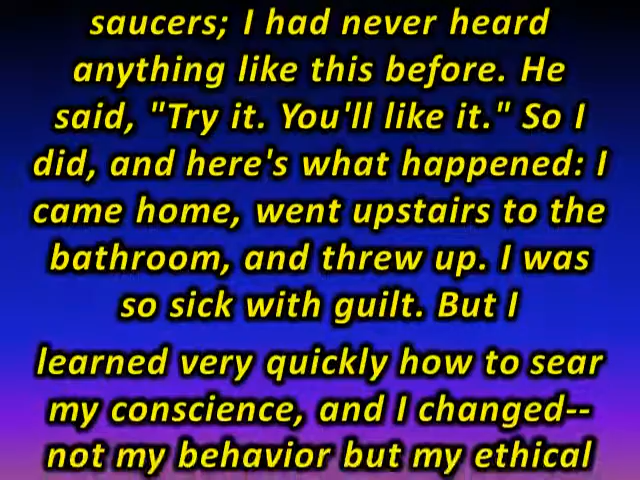 saucers; I had never heard
anything like this before. He
said, "Try it. You'll like it." So I
did, and here's what happened: I
came home, went upstairs to the
bathroom, and threw up. I was
so sick with guilt. But I
learned very quickly how to sear
my conscience, and I changed--
not my behavior but my ethical